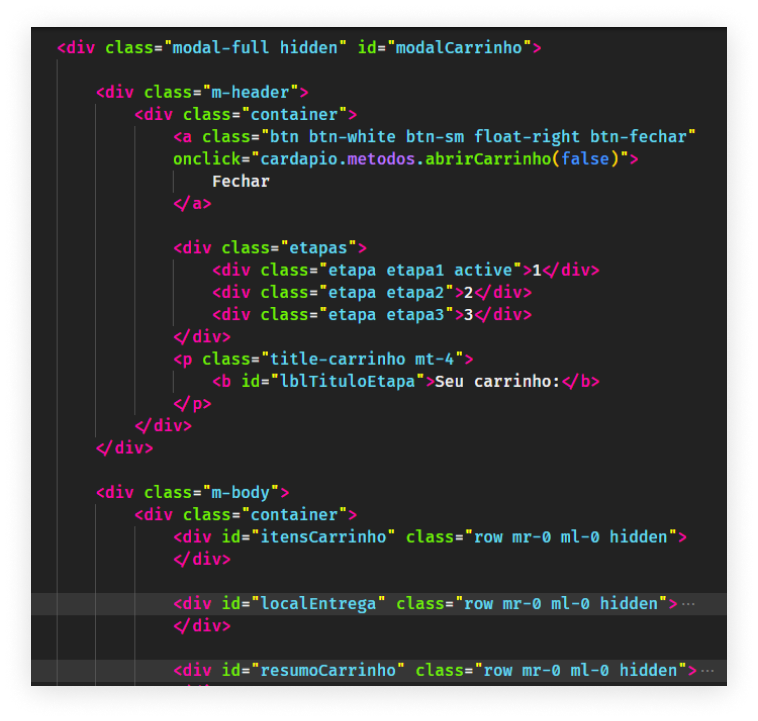 <div class="modal-full hidden" id="modalCarrinho">
<div class="m-header">
<div class="container">
<a class="btn btn-white btn-sm float-right btn-fechar"
onclick="cardapio.metodos.abrirCarrinho(false)">
Fechar
</a>
<div class="etapas">
<div class="etapa etapa1 active">1</div>
<div class="etapa etapa2">2</div>
<div class="etapa etapa3">3</div>
</div>
<p class="title-carrinho mt-4">
<b id="lblTituloEtapa">Seu carrinho:</b>
</p>
</div>
</div>
<div class="m-body">
<div class="container">
<div id="itensCarrinho" class="row mr-0 ml-0 hidden">
</div>
<div id="localEntrega" class="row mr-0 ml-0 hidden">…
</div>
<div id="resumoCarrinho" class="row mr-0 ml-0 hidden">…